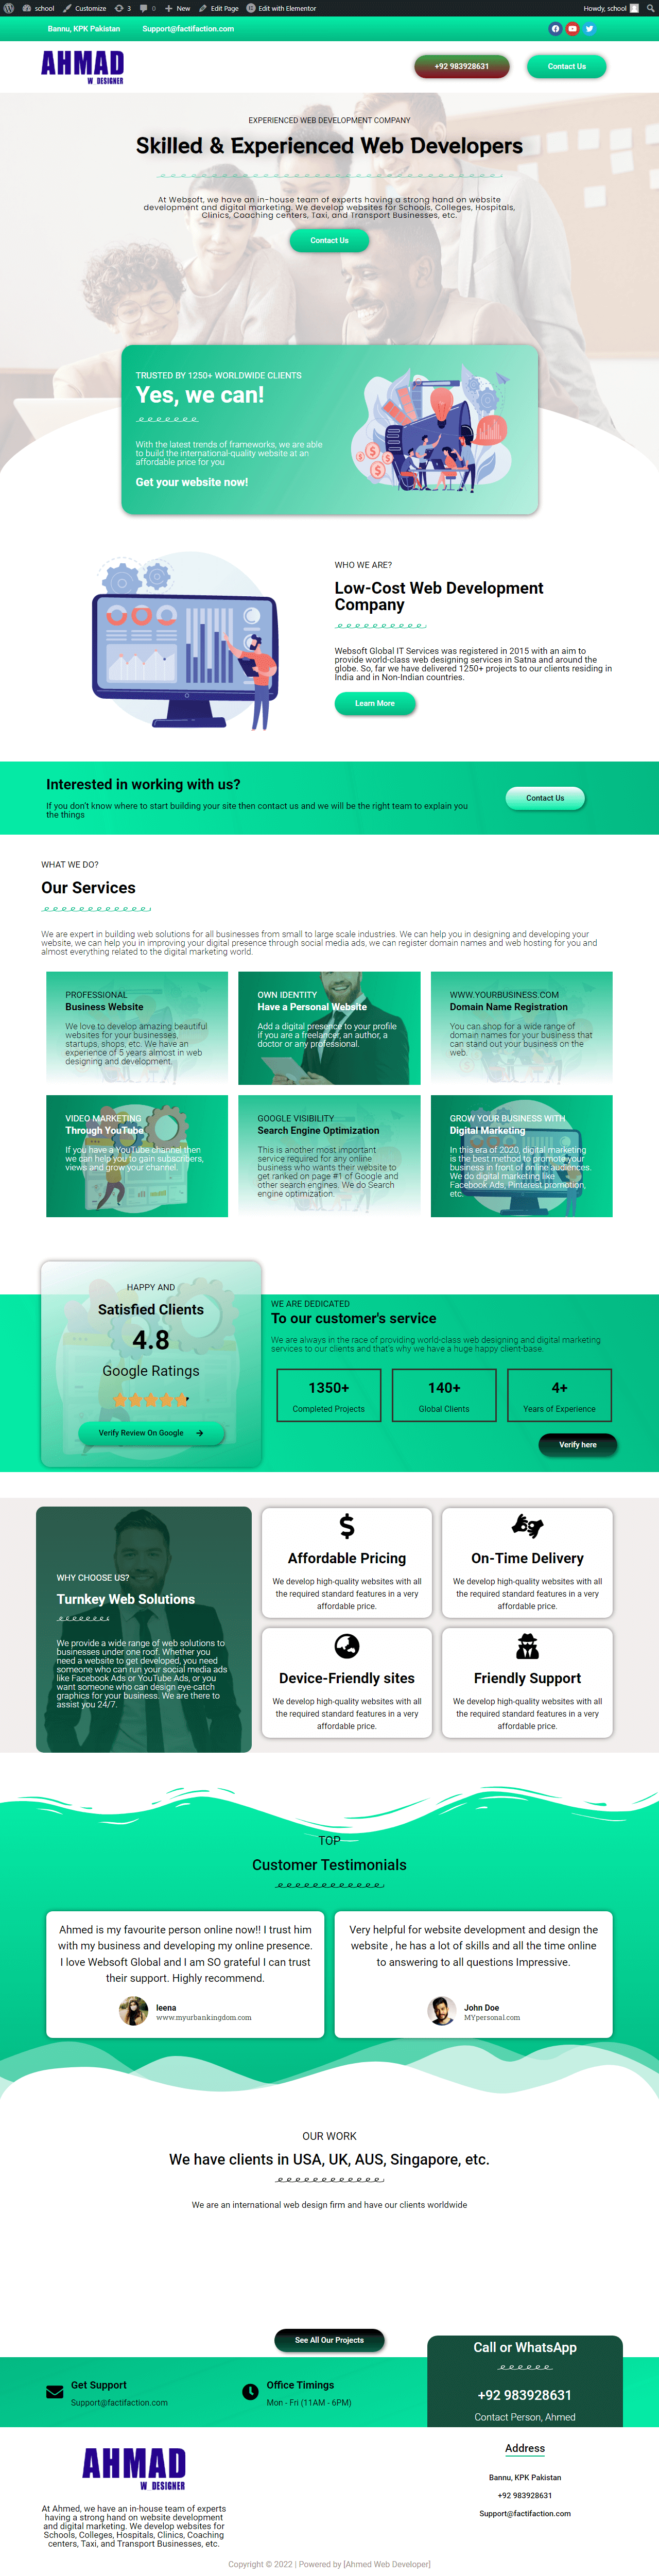 school Customize 3 0 New Edit Page Edit with Elementor Howdy, school
Bannu, KPK Pakistan Support@factifaction.com
AHMAD
W DESIGNER
+92 983928631 Contact Us
EXPERIENCED WEB DEVELOPMENT COMPANY
Skilled & Experienced Web Developers
At Websoft, we have an in-house team of experts having a strong hand on website
development and digital marketing. We develop websites for Schools, Colleges, Hospitals,
Clinics, Coaching centers, Taxi, and Transport Businesses, etc.
Contact Us
TRUSTED BY 1250+ WORLDWIDE CLIENTS
Yes, we can!
With the latest trends of frameworks, we are able
to build the international-quality website at an
affordable price for you
Get your website now!
WHO WE ARE?
Low-Cost Web Development
Company
Websoft Global IT Services was registered in 2015 with an aim to
provide world-class web designing services in Satna and around the
globe. So, far we have delivered 1250+ projects to our clients residing in
India and in Non-Indian countries.
Learn More
Interested in working with us?
If you don't know where to start building your site then contact us and we will be the right team to explain you
the things
Contact Us
WHAT WE DO?
Our Services
We are expert in building web solutions for all businesses from small to large scale industries. We can help you in designing and developing your
website, we can help you in improving your digital presence through social media ads, we can register domain names and web hosting for you and
almost everything related to the digital marketing world.
PROFESSIONAL
Business Website
We love to develop amazing beautiful
websites for your businesses,
startups, shops, etc. We have an
experience of 5 years almost in web
designing and development.
OWN IDENTITY
Have a Personal Website
Add a digital presence to your profile
if you are a freelancer, an author, a
doctor or any professional.
WWW.YOURBUSINESS.COM
Domain Name Registration
You can shop for a wide range of
domain names for your business that
can stand out your business on the
web.
VIDEO MARKETING
Through YouTube
If you have a YouTube channel then
we can help you to gain subscribers,
views and grow your channel.
GOOGLE VISIBILITY
Search Engine Optimization
This is another most important
service required for any online
business who wants their website to
get ranked on page #1 of Google and
other search engines. We do Search
engine optimization.
GROW YOUR BUSINESS WITH
Digital Marketing
In this era of 2020, digital marketing
is the best method to promote your
business in front of online audiences.
We do digital marketing like
Facebook Ads, Pinterest promotion,
etc.
HAPPY AND
Satisfied Clients
4.8
Google Ratings
Verify Review On Google
WE ARE DEDICATED
To our customer's service
We are always in the race of providing world-class web designing and digital marketing
services to our clients and that's why we have a huge happy client-base.
1350+
Completed Projects
140+
Global Clients
4+
Years of Experience
Verify here
WHY CHOOSE US?
Turnkey Web Solutions
We provide a wide range of web solutions to
businesses under one roof. Whether you
need a website to get developed, you need
someone who can run your social media ads
like Facebook Ads or YouTube Ads, or you
want someone who can design eye-catch
graphics for your business. We are there to
assist you 24/7.
Affordable Pricing
We develop high-quality websites with all
the required standard features in a very
affordable price.
On-Time Delivery
We develop high-quality websites with all
the required standard features in a very
affordable price.
Device-Friendly sites
We develop high-quality websites with all
the required standard features in a very
affordable price.
Friendly Support
We develop high-quality websites with all
the required standard features in a very
affordable price.
TOP
Customer Testimonials
Ahmed is my favourite person online now!! I trust him
with my business and developing my online presence.
I love Websoft Global and I am SO grateful I can trust
their support. Highly recommend.
leena
www.myurbankingdom.com
Very helpful for website development and design the
website , he has a lot of skills and all the time online
to answering to all questions Impressive.
John Doe
MYpersonal.com
OUR WORK
We have clients in USA, UK, AUS, Singapore, etc.
We are an international web design firm and have our clients worldwide
See All Our Projects
Get Support
Support@factifaction.com
Office Timings
Mon - Fri (11AM - 6PM)
Call or WhatsApp
+92 983928631
Contact Person, Ahmed
AHMAD
W DESIGNER
At Ahmed, we have an in-house team of experts
having a strong hand on website development
and digital marketing. We develop websites for
Schools, Colleges, Hospitals, Clinics, Coaching
centers, Taxi, and Transport Businesses, etc.
Address
Bannu, KPK Pakistan
+92 983928631
Support@factifaction.com
Copyright © 2022 | Powered by [Ahmed Web Developer]